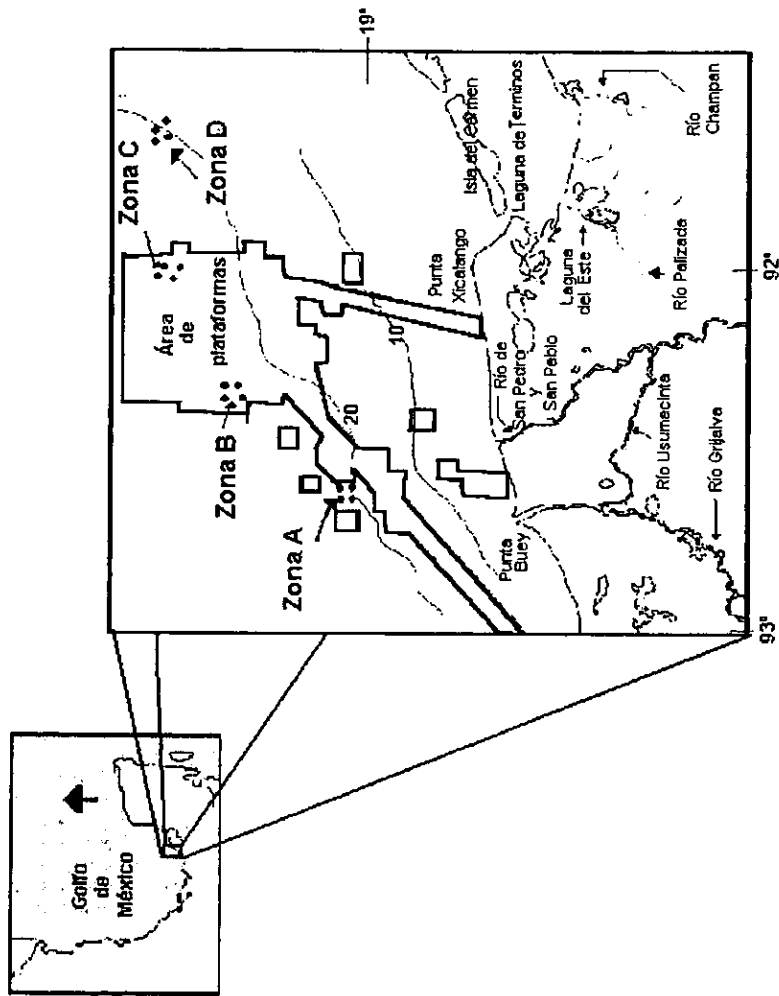 Golfo
de
México
Zona C
Zona D
Área
de
plataformas
Zona B
Zona A
19°
20
10
Isla del Carmen
Laguna de Terminos
Punta
Xicalango
Río de
San Pedro
y
San Pablo
Punta
Buey
Laguna
del Este
Río Palizada
Río
Champan
Río Usumacinta
Río Grijalva
93°
92°